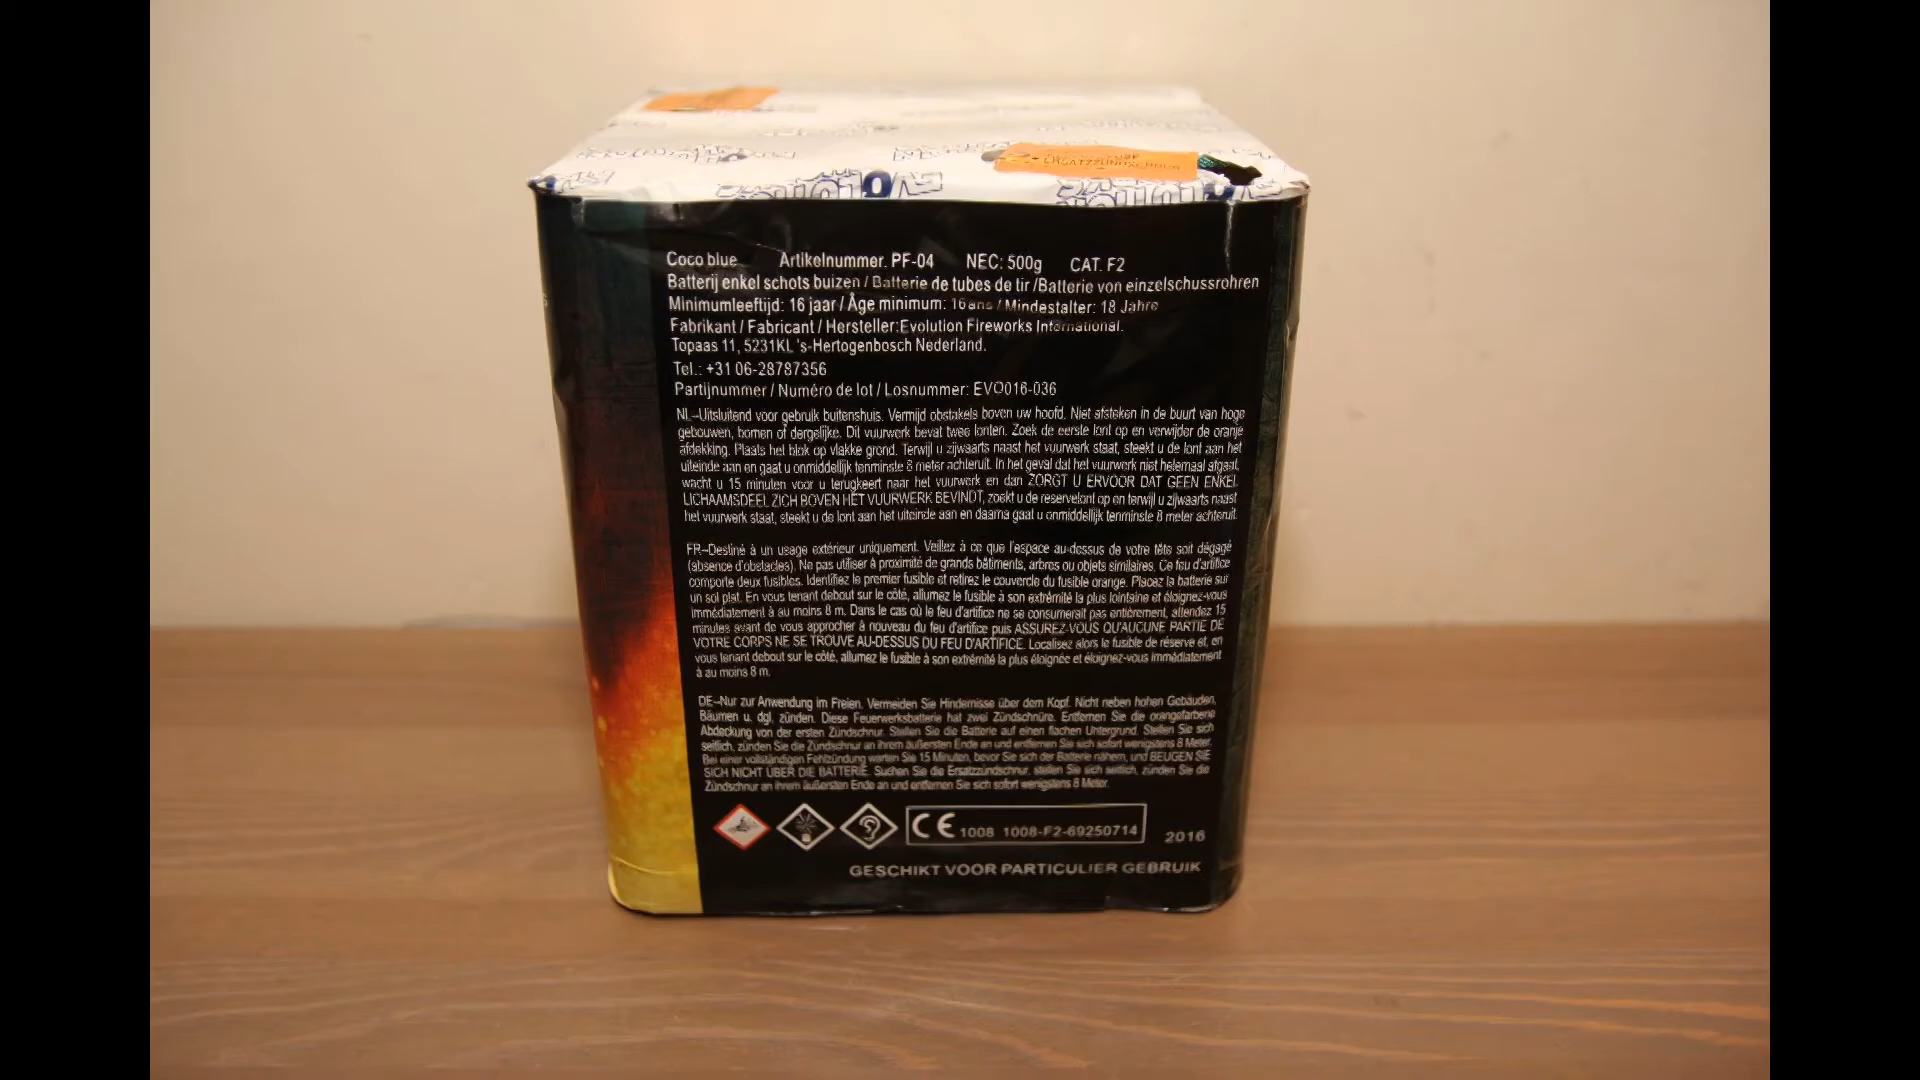 ERSATZZÜNDSCHNUR
Coco blue Artikelnummer. PF-04 NEC: 500g CAT. F2
Batterij enkel schots buizen / Batterie de tubes de tir /Batterie von einzelschussrohren
Minimumleeftijd: 16 jaar / Âge minimum: 16 ans / Mindestalter: 18 Jahre
Fabrikant / Fabricant / Hersteller:Evolution Fireworks International.
Topaas 11, 5231KL 's-Hertogenbosch Nederland.
Tel.: +31 06-28787356
Partijnummer / Numéro de lot / Losnummer: EVO016-036
NL–Uitsluitend voor gebruik buitenshuis. Vermijd obstakels boven uw hoofd. Niet afsteken in de buurt van hoge
gebouwen, bomen of dergelijke. Dit vuurwerk bevat twee lonten. Zoek de eerste lont op en verwijder de oranje
afdekking. Plaats het blok op vlakke grond. Terwijl u zijwaarts naast het vuurwerk staat, steekt u de lont aan het
uiteinde aan en gaat u onmiddellijk tenminste 8 meter achteruit. In het geval dat het vuurwerk niet helemaal afgaat,
wacht u 15 minuten voor u terugkeert naar het vuurwerk en dan ZORGT U ERVOOR DAT GEEN ENKEL
LICHAAMSDEEL ZICH BOVEN HET VUURWERK BEVINDT, zoekt u de reservelont op en terwijl u zijwaarts naast
het vuurwerk staat, steekt u de lont aan het uiteinde aan en daarna gaat u onmiddellijk tenminste 8 meter achteruit.
FR–Destiné à un usage extérieur uniquement. Veillez à ce que l'espace au-dessus de votre tête soit dégagé
(absence d'obstacles). Ne pas utiliser à proximité de grands bâtiments, arbres ou objets similaires. Ce feu d'artifice
comporte deux fusibles. Identifiez le premier fusible et retirez le couvercle du fusible orange. Placez la batterie sur
un sol plat. En vous tenant debout sur le côté, allumez le fusible à son extrémité la plus lointaine et éloignez-vous
immédiatement à au moins 8 m. Dans le cas où le feu d'artifice ne se consumerait pas entièrement, attendez 15
minutes avant de vous approcher à nouveau du feu d'artifice puis ASSUREZ-VOUS QU'AUCUNE PARTIE DE
VOTRE CORPS NE SE TROUVE AU-DESSUS DU FEU D'ARTIFICE. Localisez alors le fusible de réserve et, en
vous tenant debout sur le côté, allumez le fusible à son extrémité la plus éloignée et éloignez-vous immédiatement
à au moins 8 m.
DE–Nur zur Anwendung im Freien. Vermeiden Sie Hindernisse über dem Kopf. Nicht neben hohen Gebäuden,
Bäumen u. dgl. zünden. Diese Feuerwerksbatterie hat zwei Zündschnüre. Entfernen Sie die orangefarbene
Abdeckung von der ersten Zündschnur. Stellen Sie die Batterie auf einen flachen Untergrund. Stellen Sie sich
seitlich, zünden Sie die Zündschnur an ihrem äußersten Ende an und entfernen Sie sich sofort wenigstens 8 Meter.
Bei einer vollständigen Fehlzündung warten Sie 15 Minuten, bevor Sie sich der Batterie nähern, und BEUGEN SIE
SICH NICHT ÜBER DIE BATTERIE. Suchen Sie die Ersatzzündschnur, stellen Sie sich seitlich, zünden Sie die
Zündschnur an ihrem äußersten Ende an und entfernen Sie sich sofort wenigstens 8 Meter.
CE 1008 1008-F2-69250714 2016
GESCHIKT VOOR PARTICULIER GEBRUIK